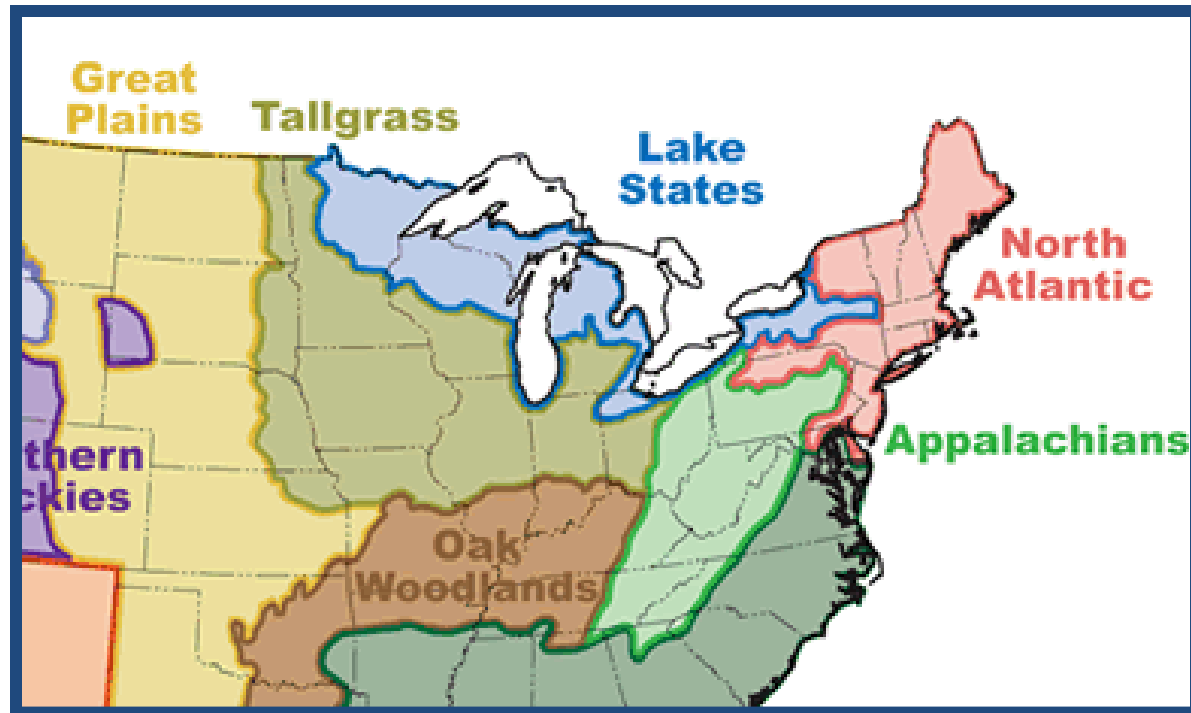 Great
Plains
Tallgrass
Lake
States
North
Atlantic
Appalachians
thern
ckies
Oak
Woodlands